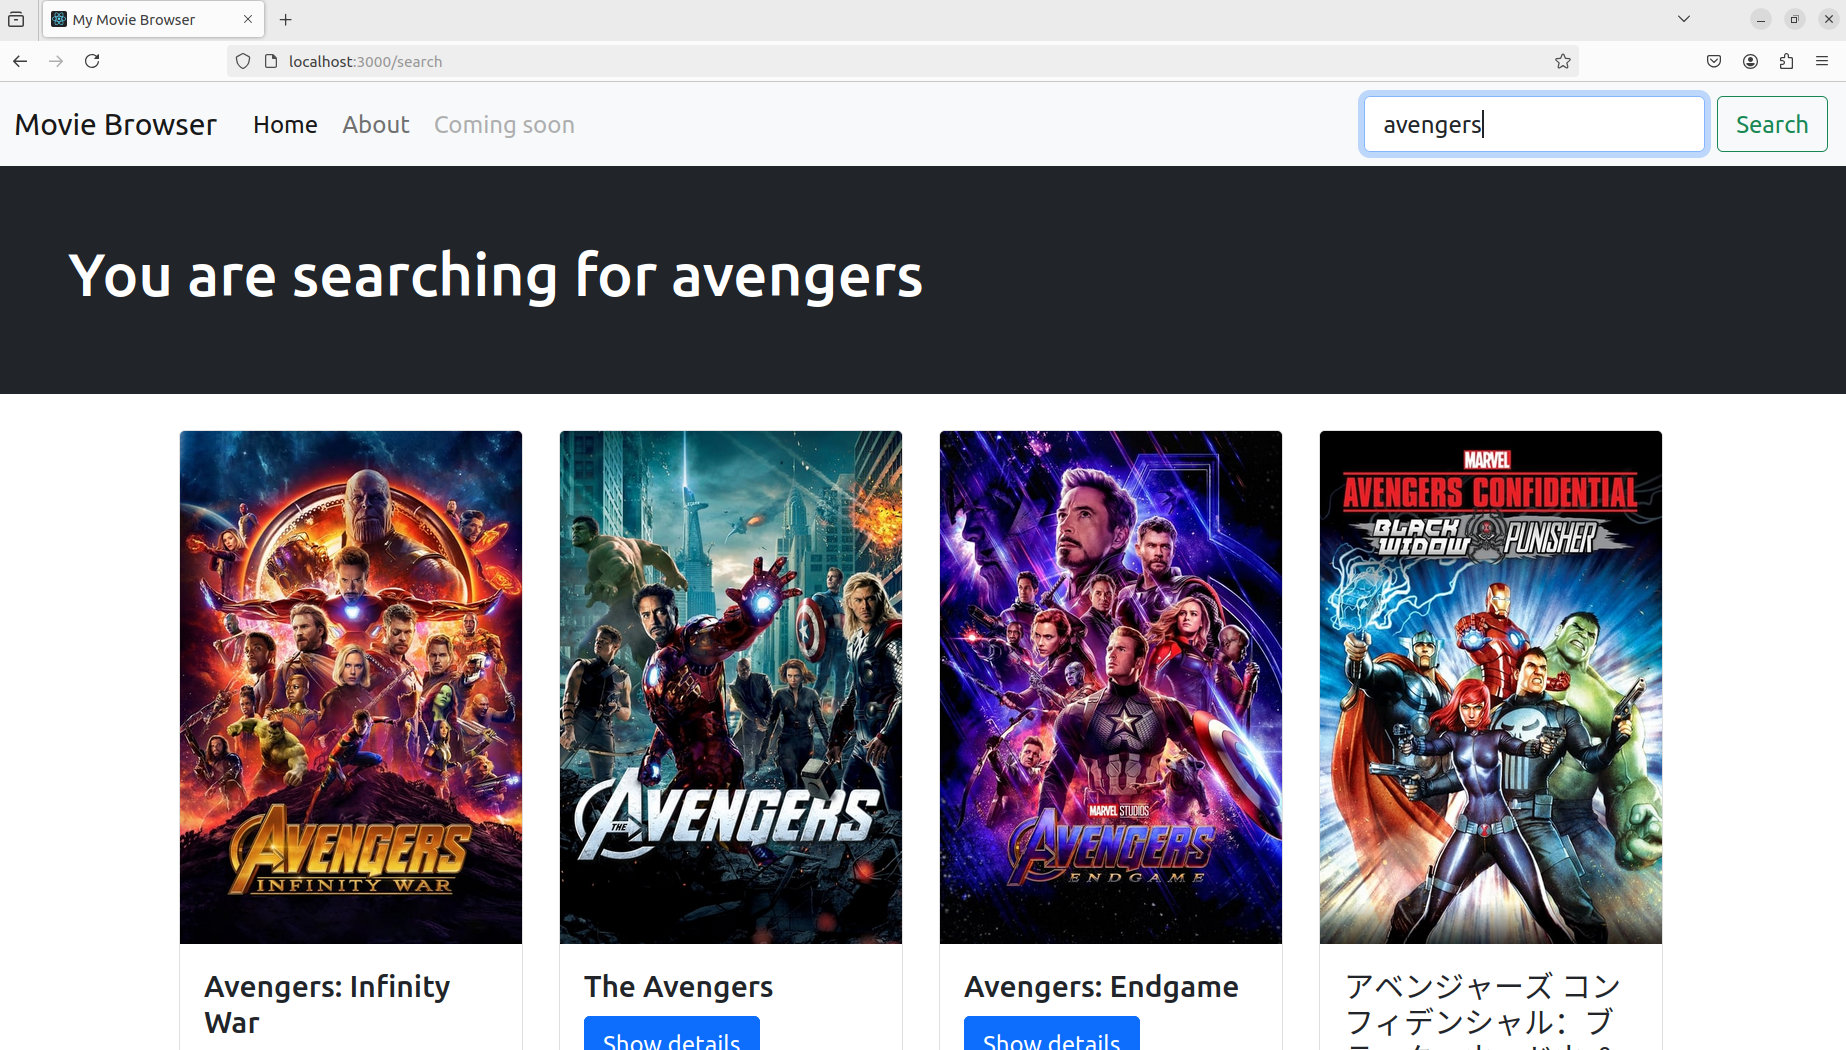 My Movie Browser
localhost:3000/search
Movie Browser Home About Coming soon avengers Search
You are searching for avengers
AVENGERS
INFINITY WAR
THE AVENGERS
MARVEL STUDIOS
AVENGERS
ENDGAME
MARVEL
AVENGERS CONFIDENTIAL
BLACK WIDOW PUNISHER
Avengers: Infinity
War
The Avengers
Show details
Avengers: Endgame
Show details
アベンジャーズ コン
フィデンシャル：ブ